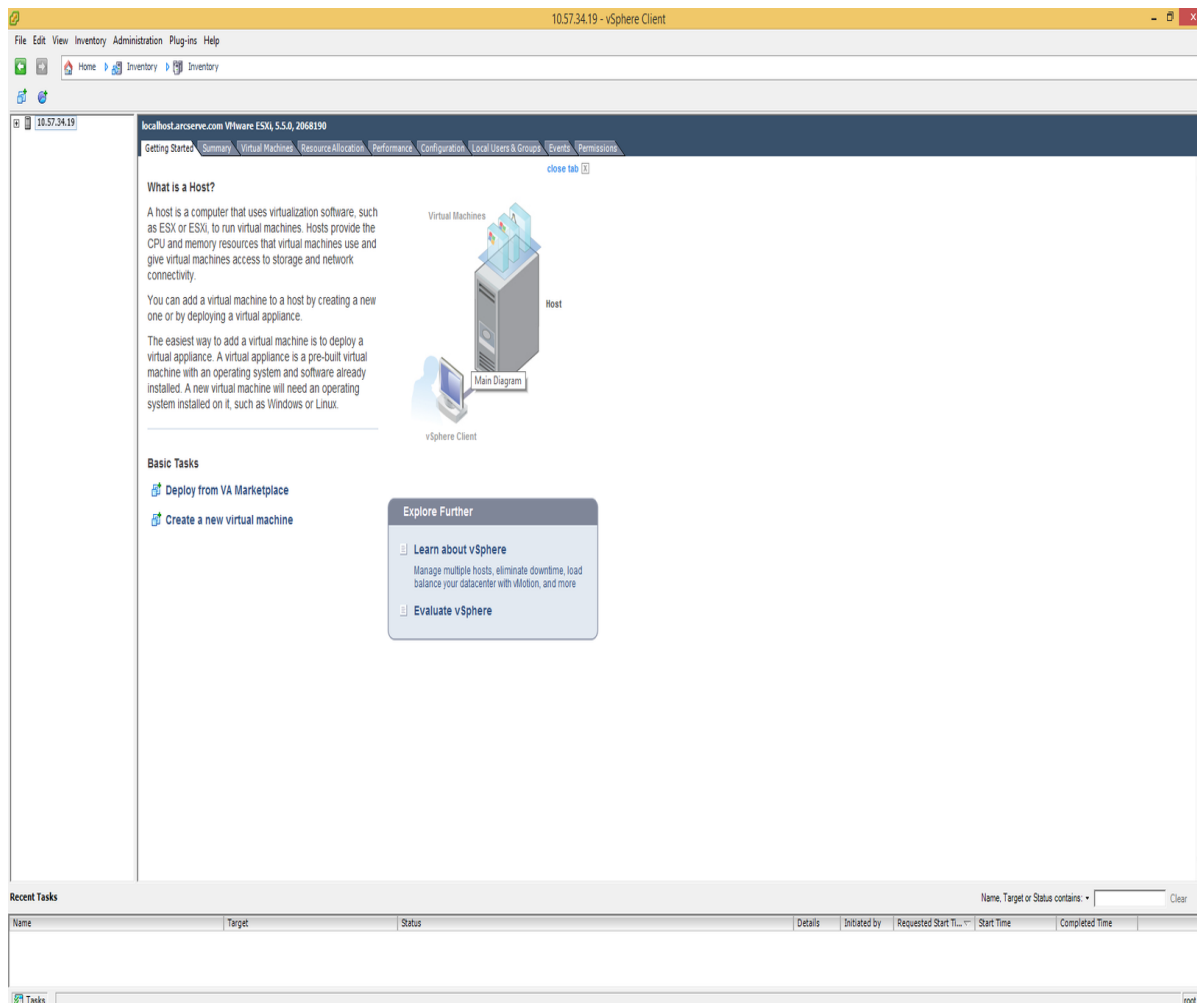 10.57.34.19 - vSphere Client
File Edit View Inventory Administration Plug-ins Help
Home Inventory Inventory
10.57.34.19
localhost.arcserve.com VMware ESXi, 5.5.0, 2068190
Getting Started Summary Virtual Machines Resource Allocation Performance Configuration Local Users & Groups Events Permissions
close tab X
What is a Host?
A host is a computer that uses virtualization software, such
as ESX or ESXi, to run virtual machines. Hosts provide the
CPU and memory resources that virtual machines use and
give virtual machines access to storage and network
connectivity.
You can add a virtual machine to a host by creating a new
one or by deploying a virtual appliance.
The easiest way to add a virtual machine is to deploy a
virtual appliance. A virtual appliance is a pre-built virtual
machine with an operating system and software already
installed. A new virtual machine will need an operating
system installed on it, such as Windows or Linux.
Virtual Machines
Host
Main Diagram
vSphere Client
Basic Tasks
Deploy from VA Marketplace
Create a new virtual machine
Explore Further
Learn about vSphere
Manage multiple hosts, eliminate downtime, load
balance your datacenter with vMotion, and more
Evaluate vSphere
Recent Tasks
Name, Target or Status contains: Clear
Name Target Status Details Initiated by Requested Start Ti... Start Time Completed Time
Tasks
root